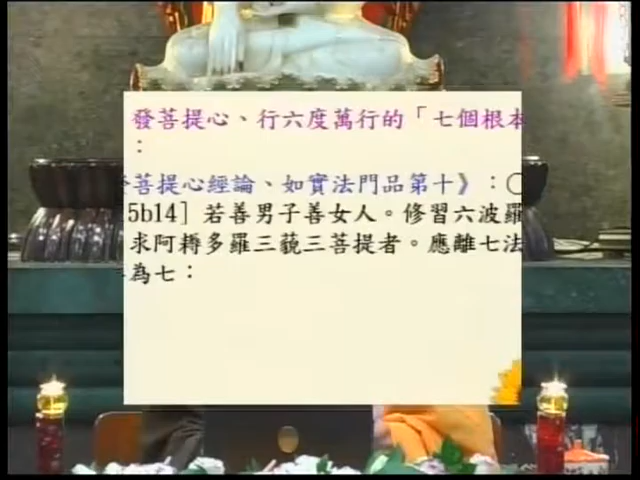 發菩提心、行六度萬行的「七個根本
：
菩提心經論、如實法門品第十》：〇
5b14] 若善男子善女人。修習六波羅
求阿耨多羅三藐三菩提者。應離七法
為七：